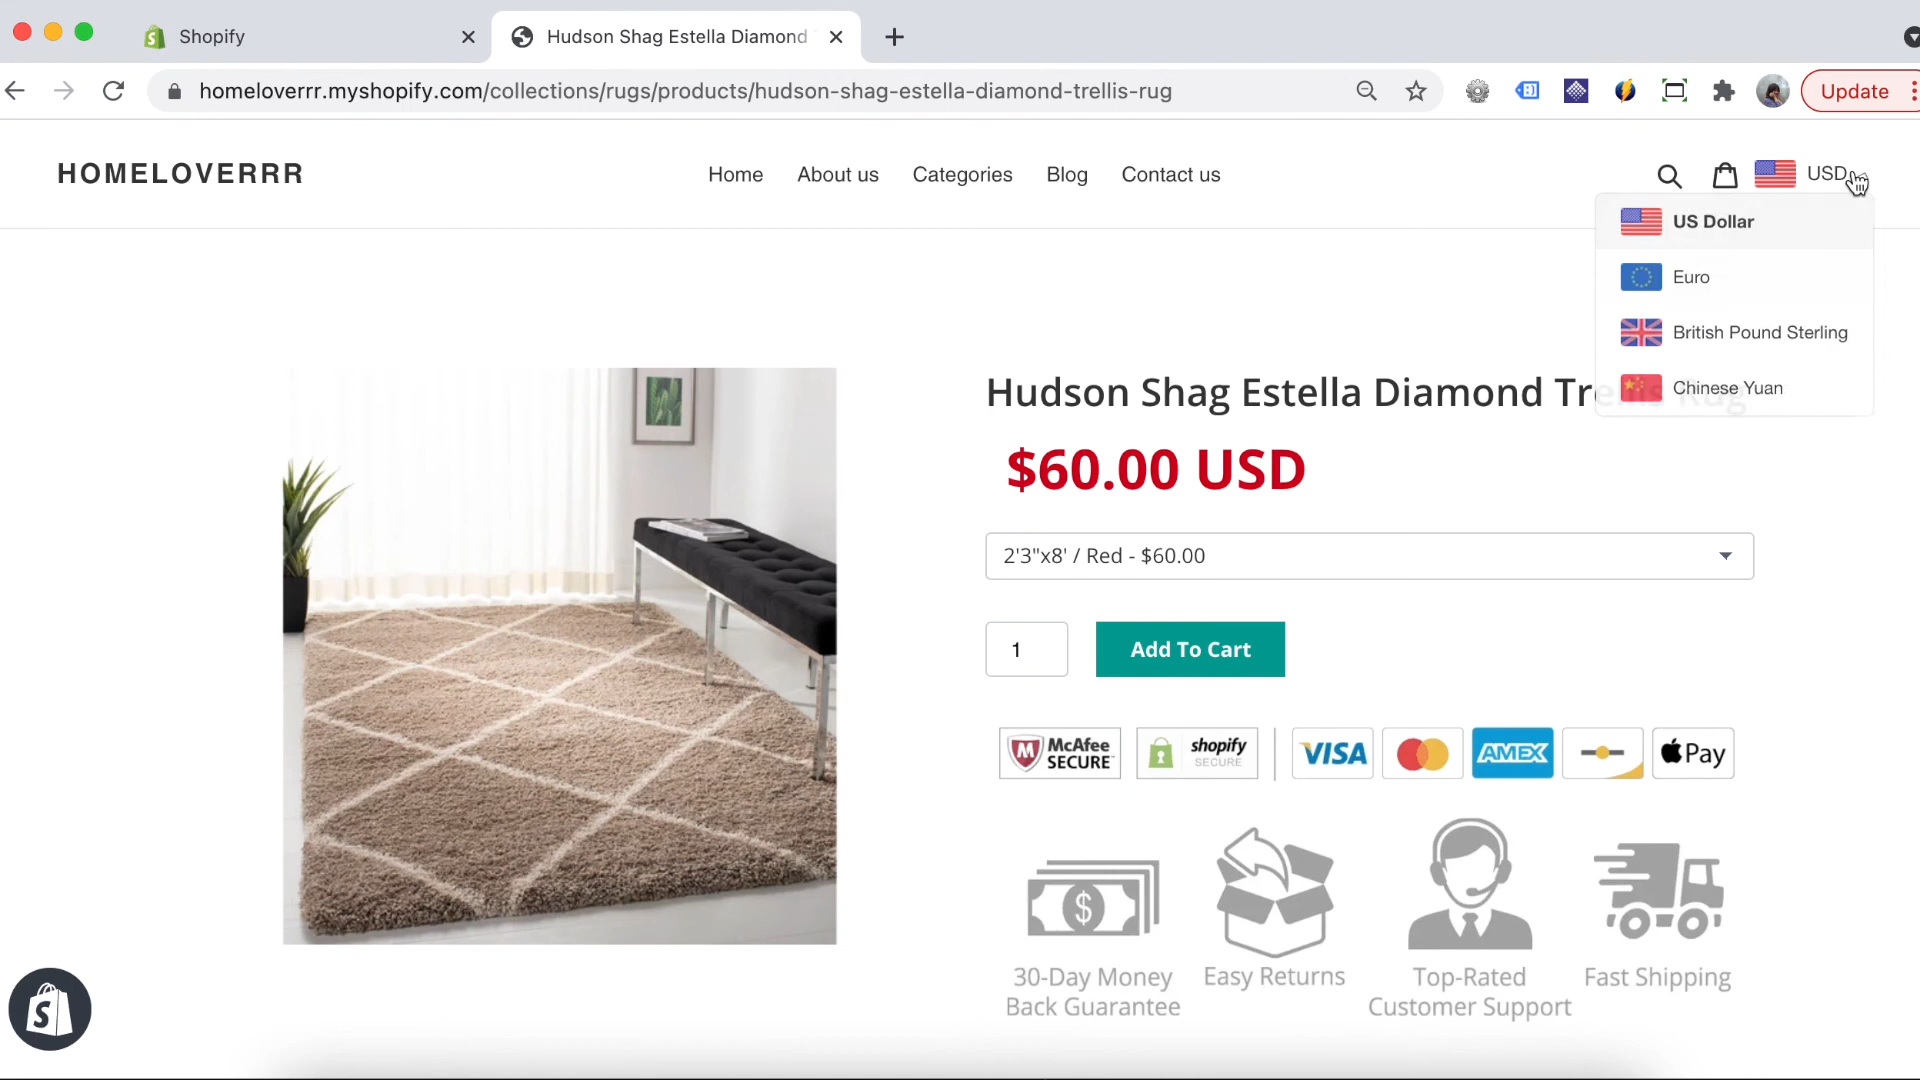 Shopify
Hudson Shag Estella Diamond
homeloverrr.myshopify.com/collections/rugs/products/hudson-shag-estella-diamond-trellis-rug
Update
HOMELOVERRR
Home
About us
Categories
Blog
Contact us
USD
US Dollar
Euro
British Pound Sterling
Chinese Yuan
Hudson Shag Estella Diamond Trellis Rug
$60.00 USD
2'3"x8' / Red - $60.00
1
Add To Cart
McAfee
SECURE
shopify
SECURE
VISA
AMEX
Pay
30-Day Money
Back Guarantee
Easy Returns
Top-Rated
Customer Support
Fast Shipping